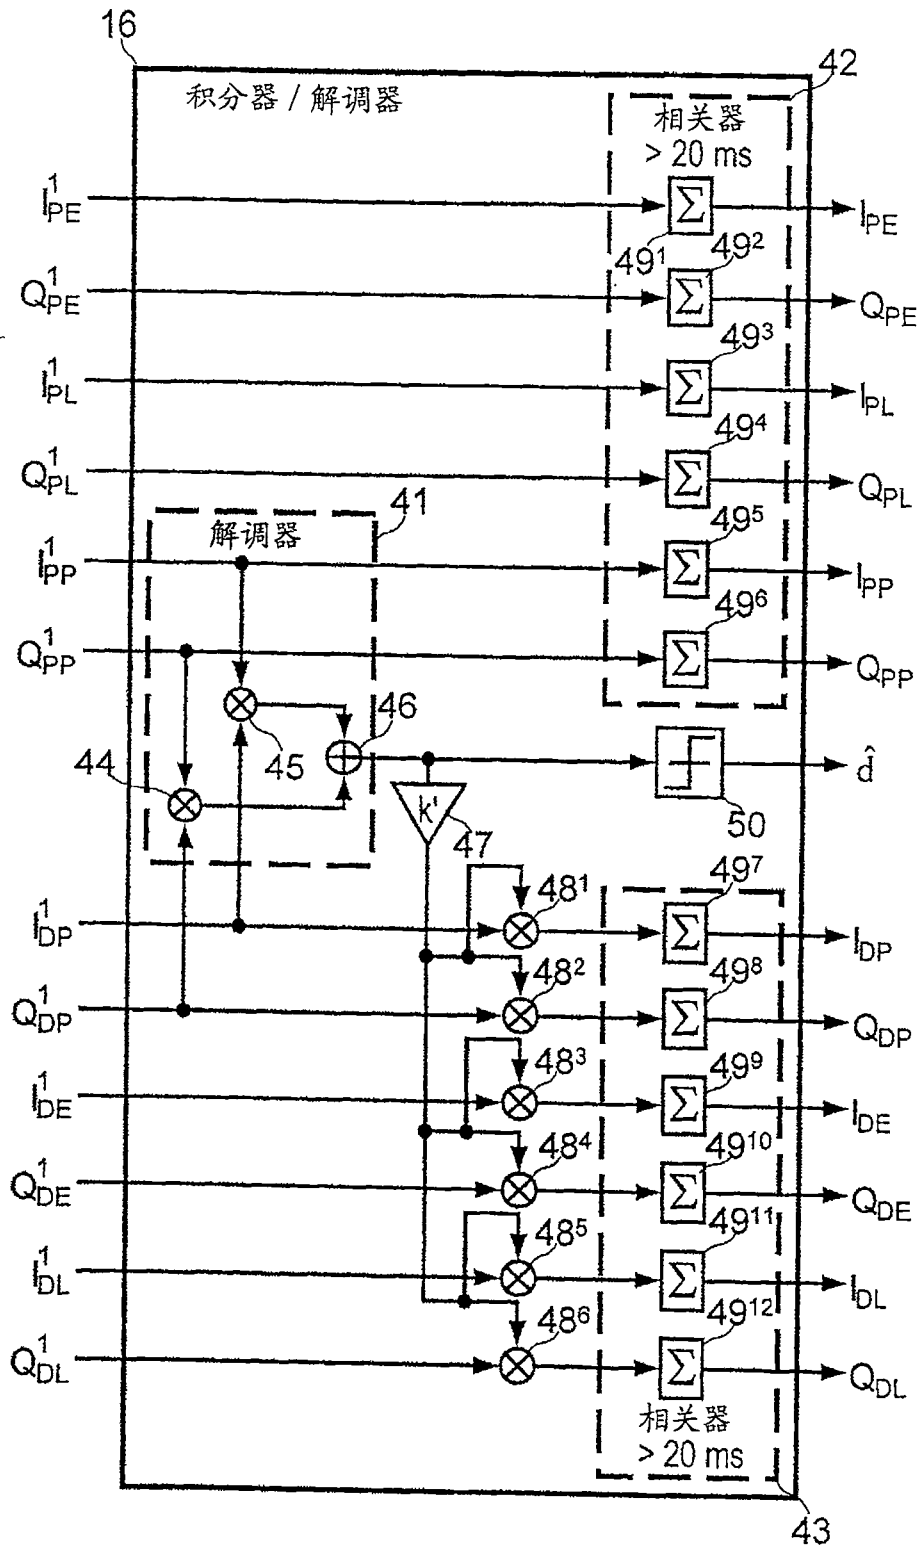 16
积分器 / 解调器
42
相关器
> 20 ms
I¹PE
Σ
49¹
IPE
Q¹PE
Σ
49²
QPE
I¹PL
Σ
49³
IPL
Q¹PL
Σ
49⁴
QPL
解调器
41
I¹PP
Σ
49⁵
IPP
Q¹PP
Σ
49⁶
QPP
45
46
44
k'
47
50
d̂
I¹DP
48¹
Σ
49⁷
IDP
Q¹DP
48²
Σ
49⁸
QDP
I¹DE
48³
Σ
49⁹
IDE
Q¹DE
48⁴
Σ
49¹⁰
QDE
I¹DL
48⁵
Σ
49¹¹
IDL
Q¹DL
48⁶
Σ
49¹²
QDL
相关器
> 20 ms
43